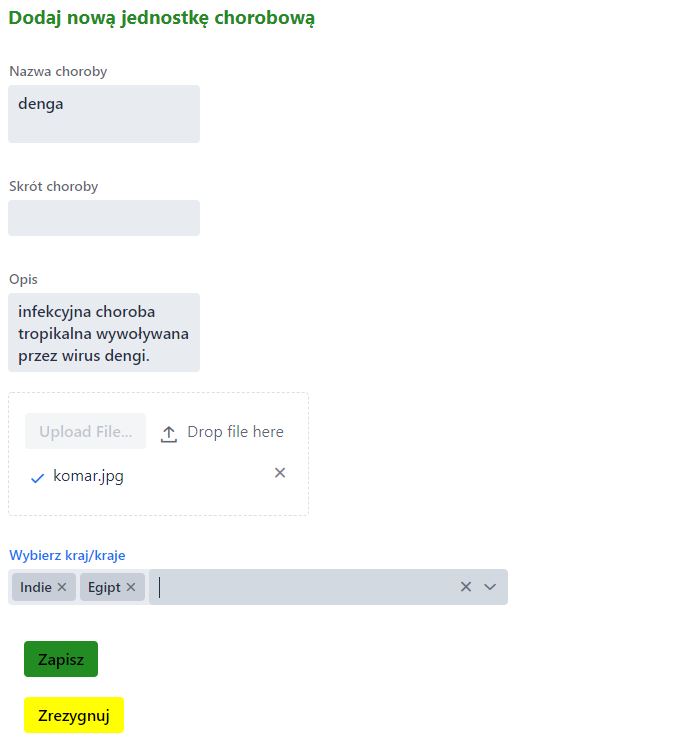 Dodaj nową jednostkę chorobową
Nazwa choroby
denga
Skrót choroby
Opis
infekcyjna choroba
tropikalna wywoływana
przez wirus dengi.
Upload File...
Drop file here
komar.jpg
Wybierz kraj/kraje
Indie
Egipt
Zapisz
Zrezygnuj